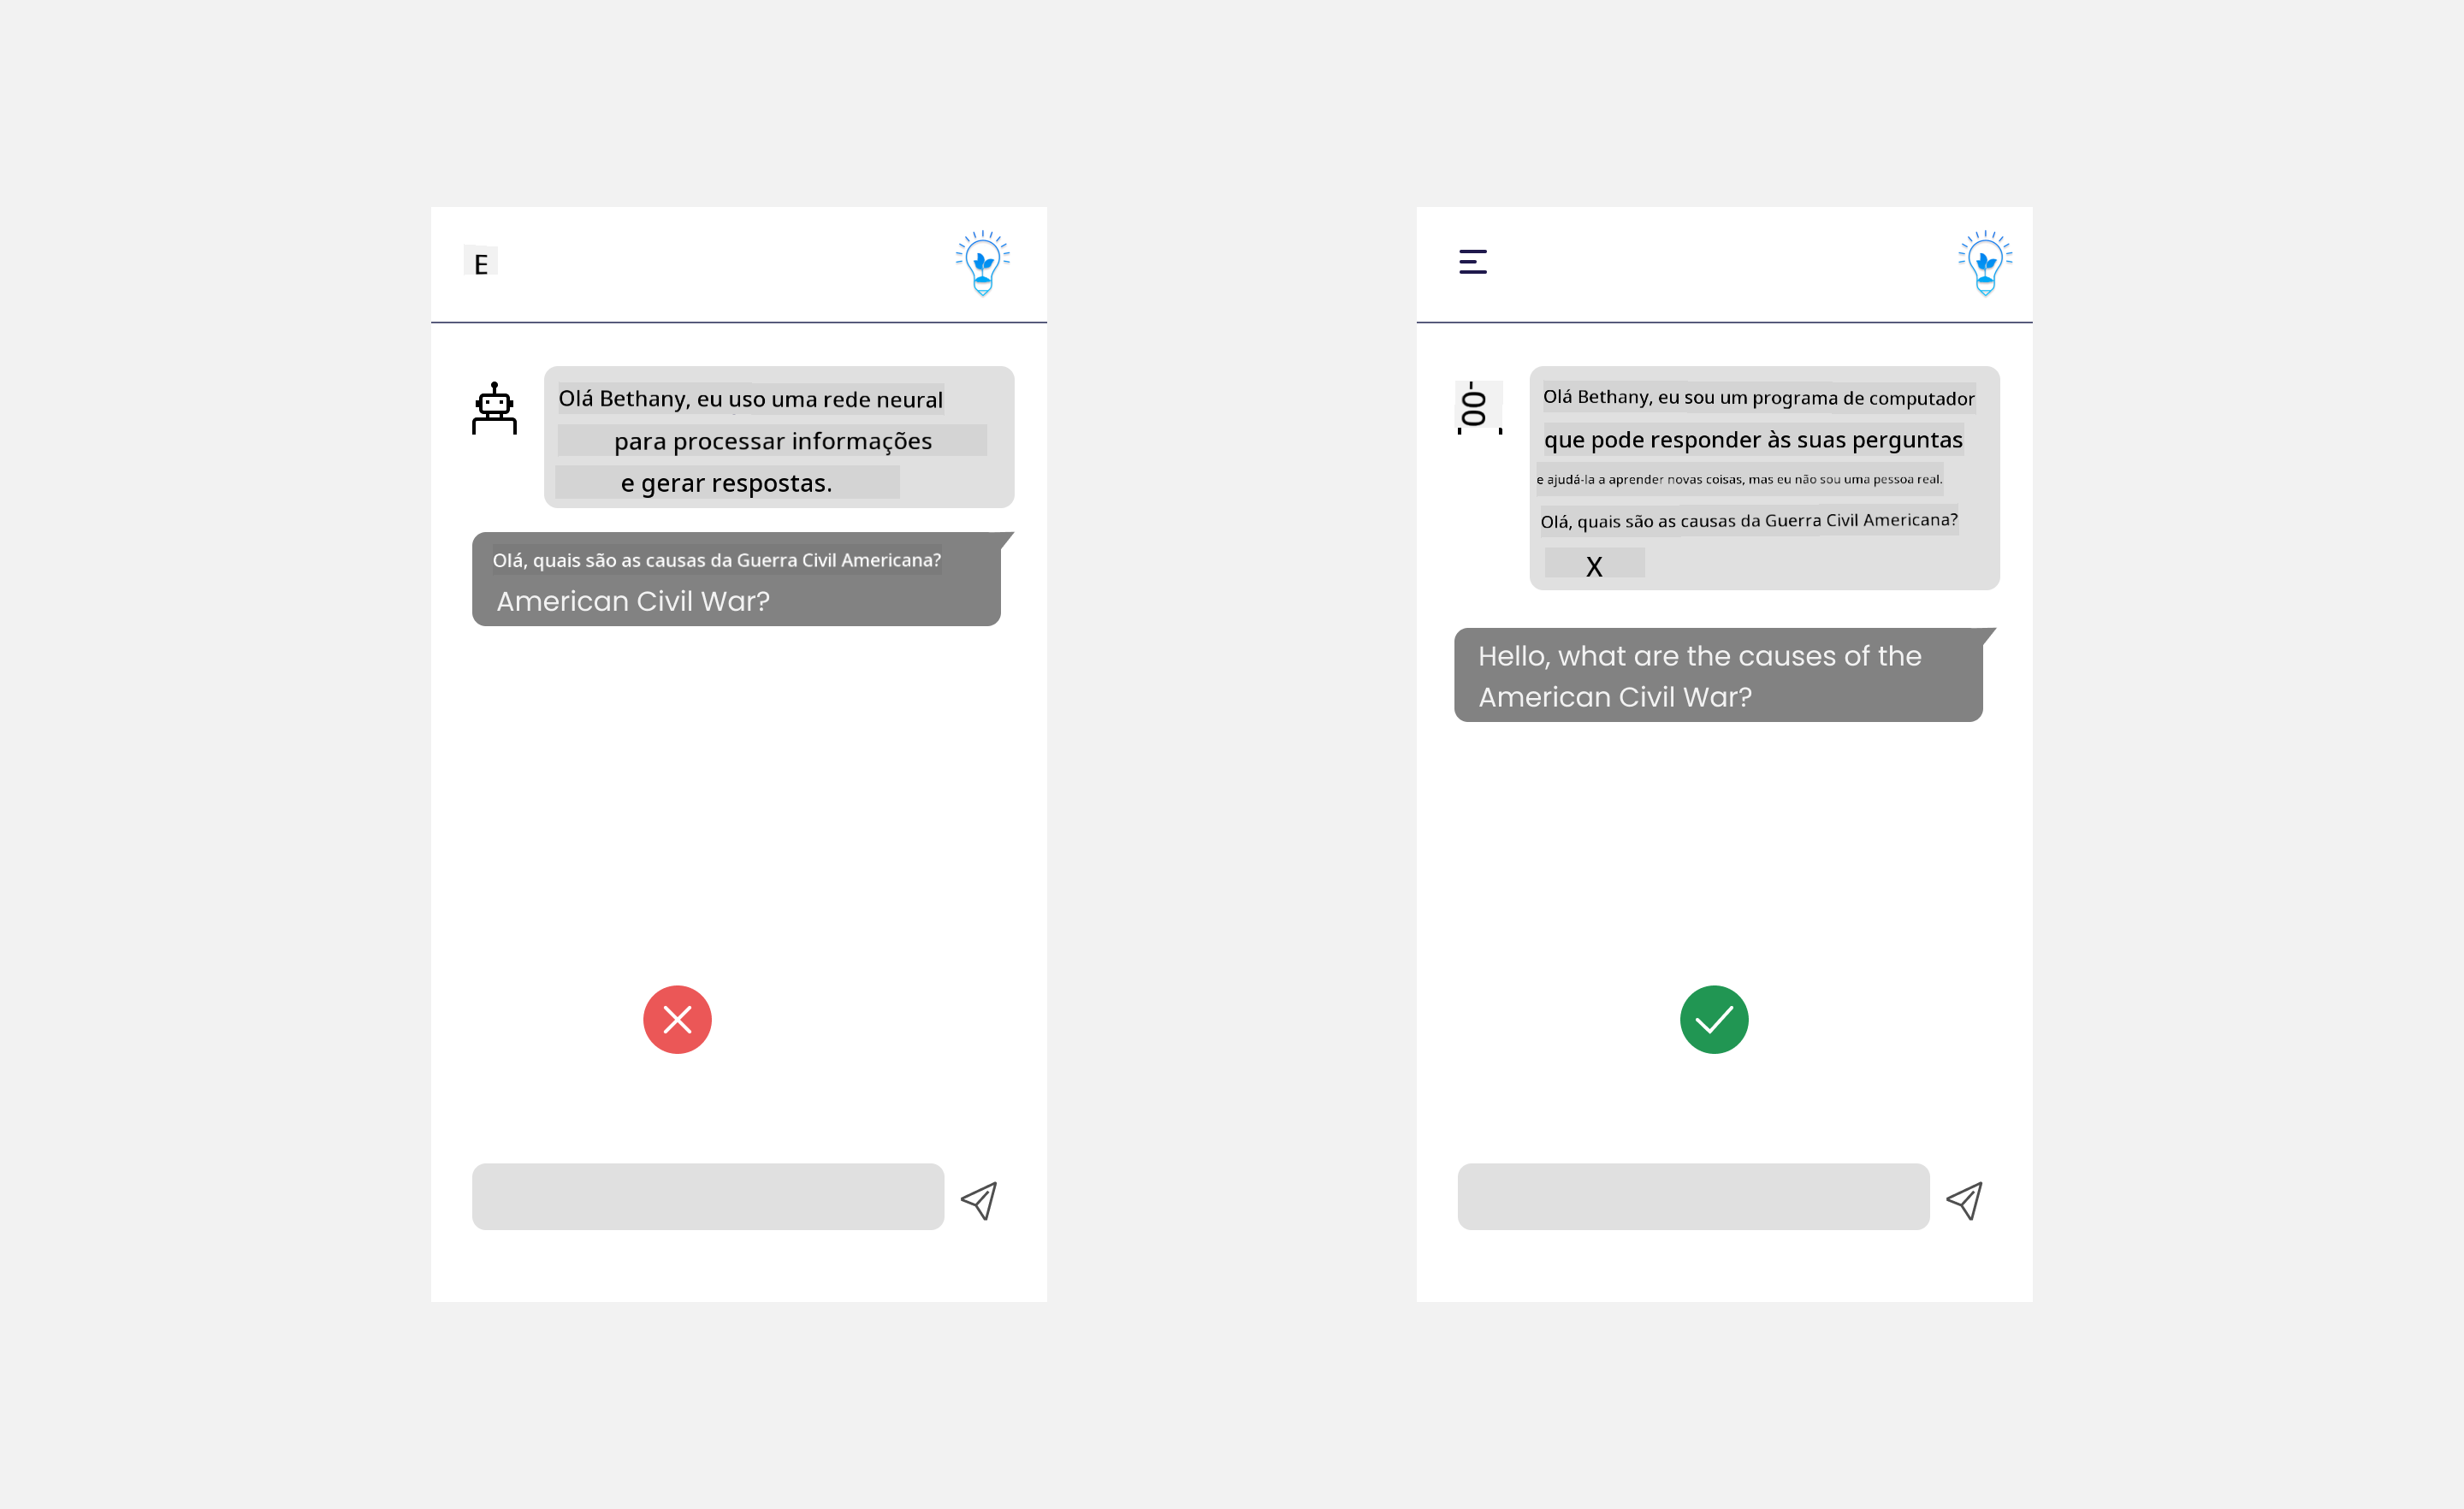 E
Olá Bethany, eu uso uma rede neural
para processar informações
e gerar respostas.
Olá, quais são as causas da Guerra Civil Americana?
American Civil War?
-00
Olá Bethany, eu sou um programa de computador
que pode responder às suas perguntas
e ajudá-la a aprender novas coisas, mas eu não sou uma pessoa real.
Olá, quais são as causas da Guerra Civil Americana?
X
Hello, what are the causes of the
American Civil War?